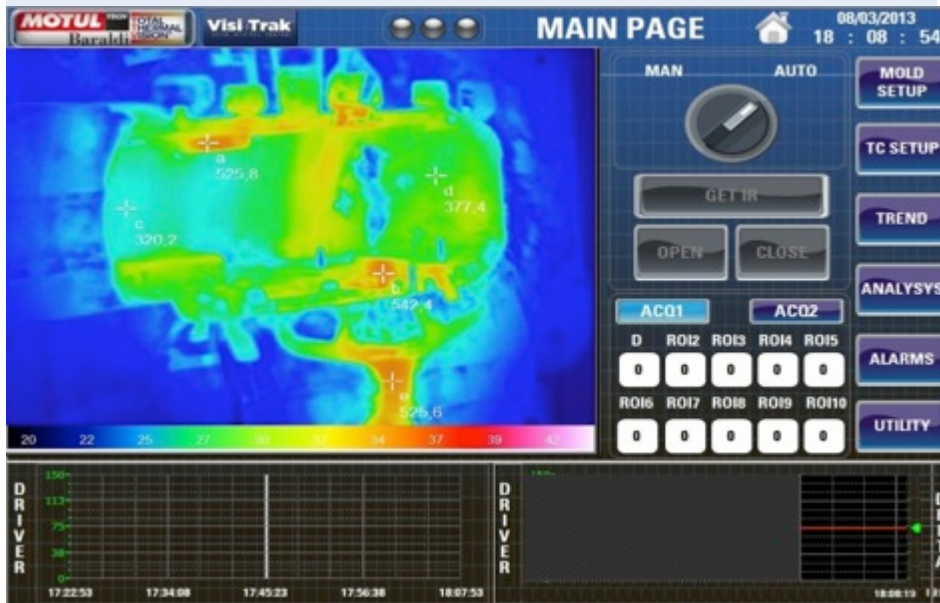 MOTUL TECH
Baraldi
TOTAL THERMAL VISION
Visi Trak
MAIN PAGE
08/03/2013
18 : 08 : 54
MAN AUTO
MOLD SETUP
TC SETUP
TREND
ANALYSYS
ALARMS
UTILITY
GET IR
OPEN CLOSE
ACQ1 ACQ2
D ROI2 ROI3 ROI4 ROI5
0 0 0 0 0
ROI6 ROI7 ROI8 ROI9 ROI10
0 0 0 0 0
a
525,8
d
377,4
c
320,2
b
542,4
e
525,6
20 22 25 27 30 32 34 37 39 42
DRIVER
150
113
75
38
0
17:22:53 17:34:08 17:45:23 17:56:38 18:07:53
DRIVER
18:08:19